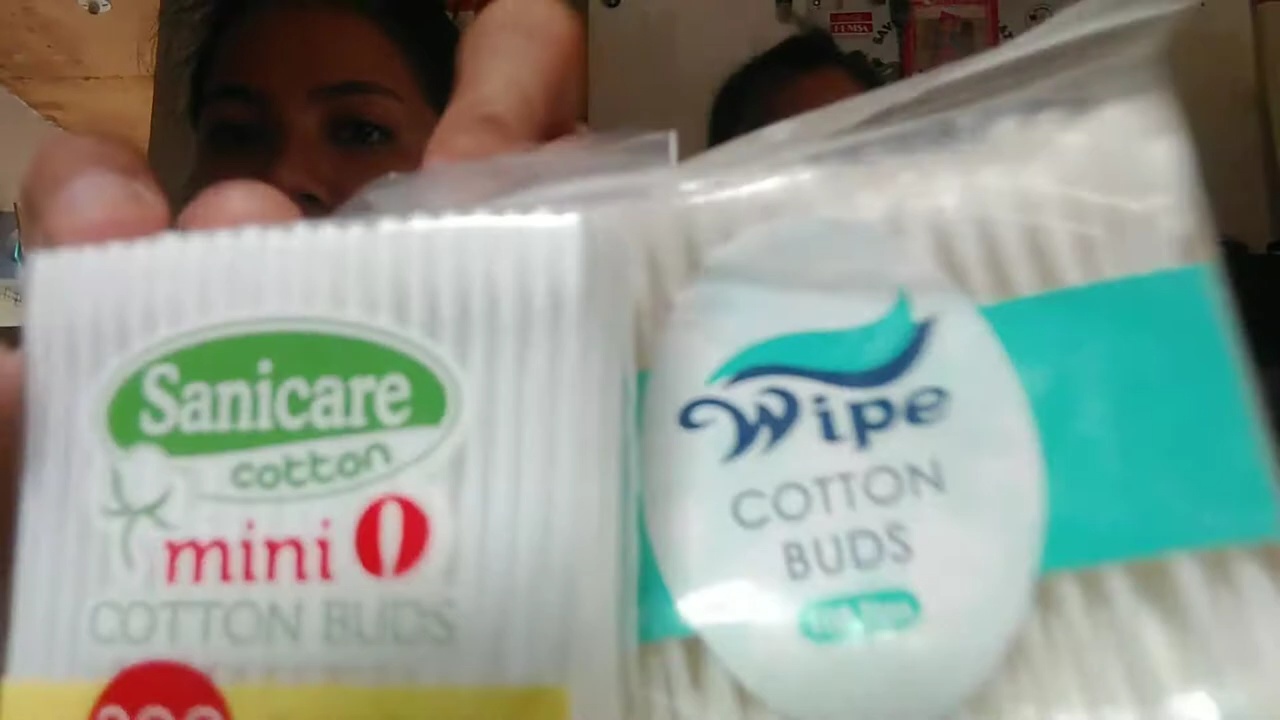 Sanicare
cotton
mini
COTTON BUDS
Wipe
COTTON
BUDS